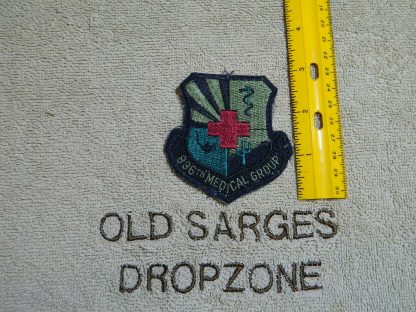 836TH MEDICAL GROUP
OLD SARGES
DROPZONE